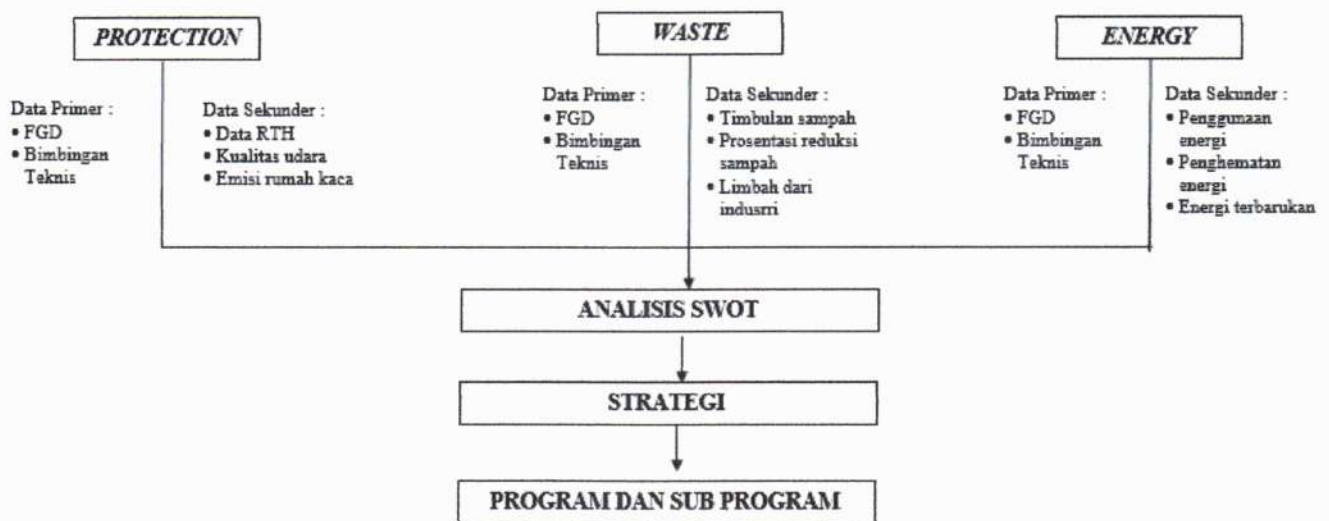 PROTECTION
WASTE
ENERGY
Data Primer :
• FGD
• Bimbingan
Teknis
Data Sekunder :
• Data RTH
• Kualitas udara
• Emisi rumah kaca
Data Primer :
• FGD
• Bimbingan
Teknis
Data Sekunder :
• Timbulan sampah
• Prosentasi reduksi
sampah
• Limbah dari
indusrri
Data Primer :
• FGD
• Bimbingan
Teknis
Data Sekunder :
• Penggunaan
energi
• Penghematan
energi
• Energi terbarukan
ANALISIS SWOT
STRATEGI
PROGRAM DAN SUB PROGRAM